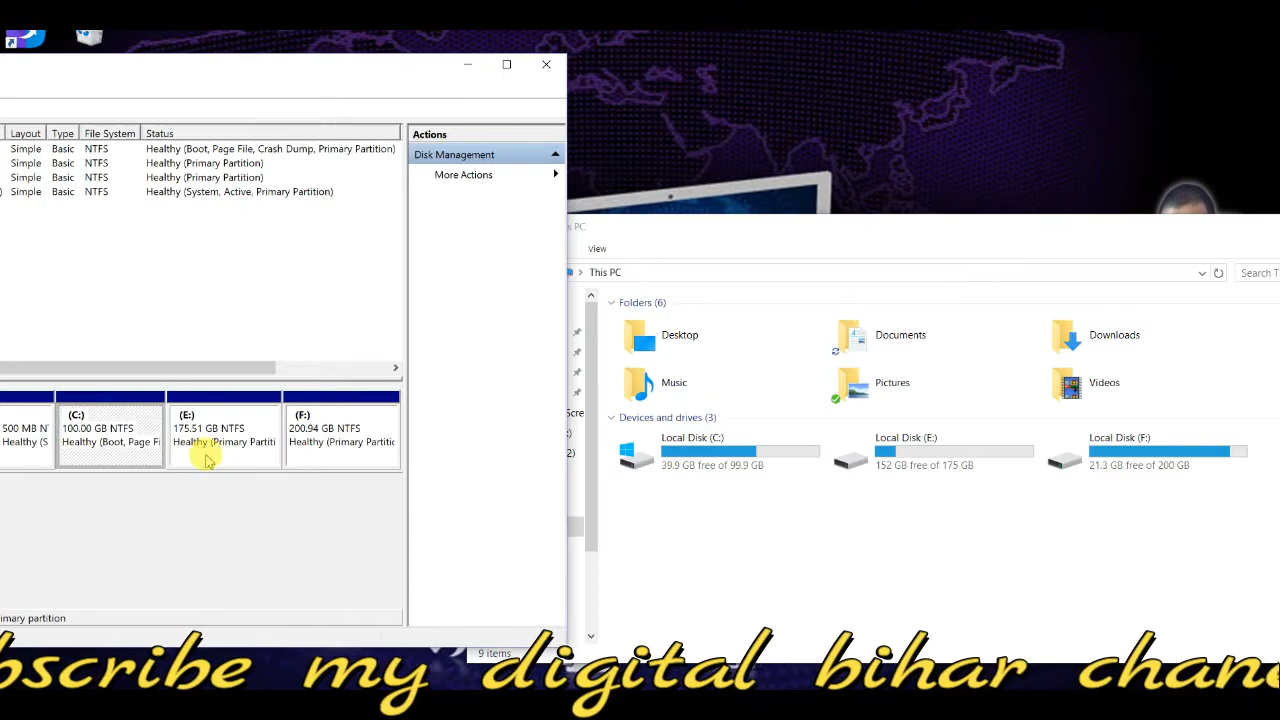 Layout Type File System Status
Simple Basic NTFS Healthy (Boot, Page File, Crash Dump, Primary Partition)
Simple Basic NTFS Healthy (Primary Partition)
Simple Basic NTFS Healthy (Primary Partition)
) Simple Basic NTFS Healthy (System, Active, Primary Partition)
Actions
Disk Management
More Actions
(C:)
500 MB N
100.00 GB NTFS
Healthy (S
Healthy (Boot, Page Fi
(E:)
175.51 GB NTFS
Healthy (Primary Partiti
(F:)
200.94 GB NTFS
Healthy (Primary Partitic
imary partition
s PC
View
This PC
Search T
Folders (6)
Desktop
Documents
Downloads
Music
Pictures
Videos
Scre
:)
2)
Devices and drives (3)
Local Disk (C:)
39.9 GB free of 99.9 GB
Local Disk (E:)
152 GB free of 175 GB
Local Disk (F:)
21.3 GB free of 200 GB
9 items
bscribe my digital bihar chan